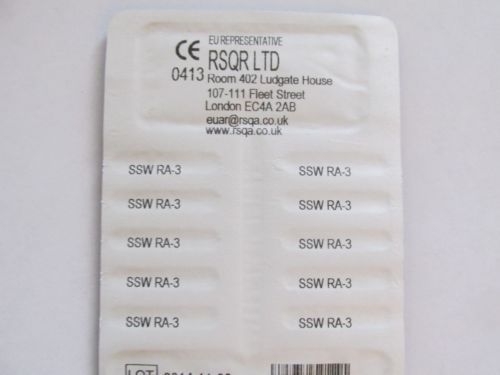 CE EU REPRESENTATIVE
0413 RSQR LTD
Room 402 Ludgate House
107-111 Fleet Street
London EC4A 2AB
euar@rsqa.co.uk
www.rsqa.co.uk
SSW RA-3 SSW RA-3
SSW RA-3 SSW RA-3
SSW RA-3 SSW RA-3
SSW RA-3 SSW RA-3
SSW RA-3 SSW RA-3
LOT